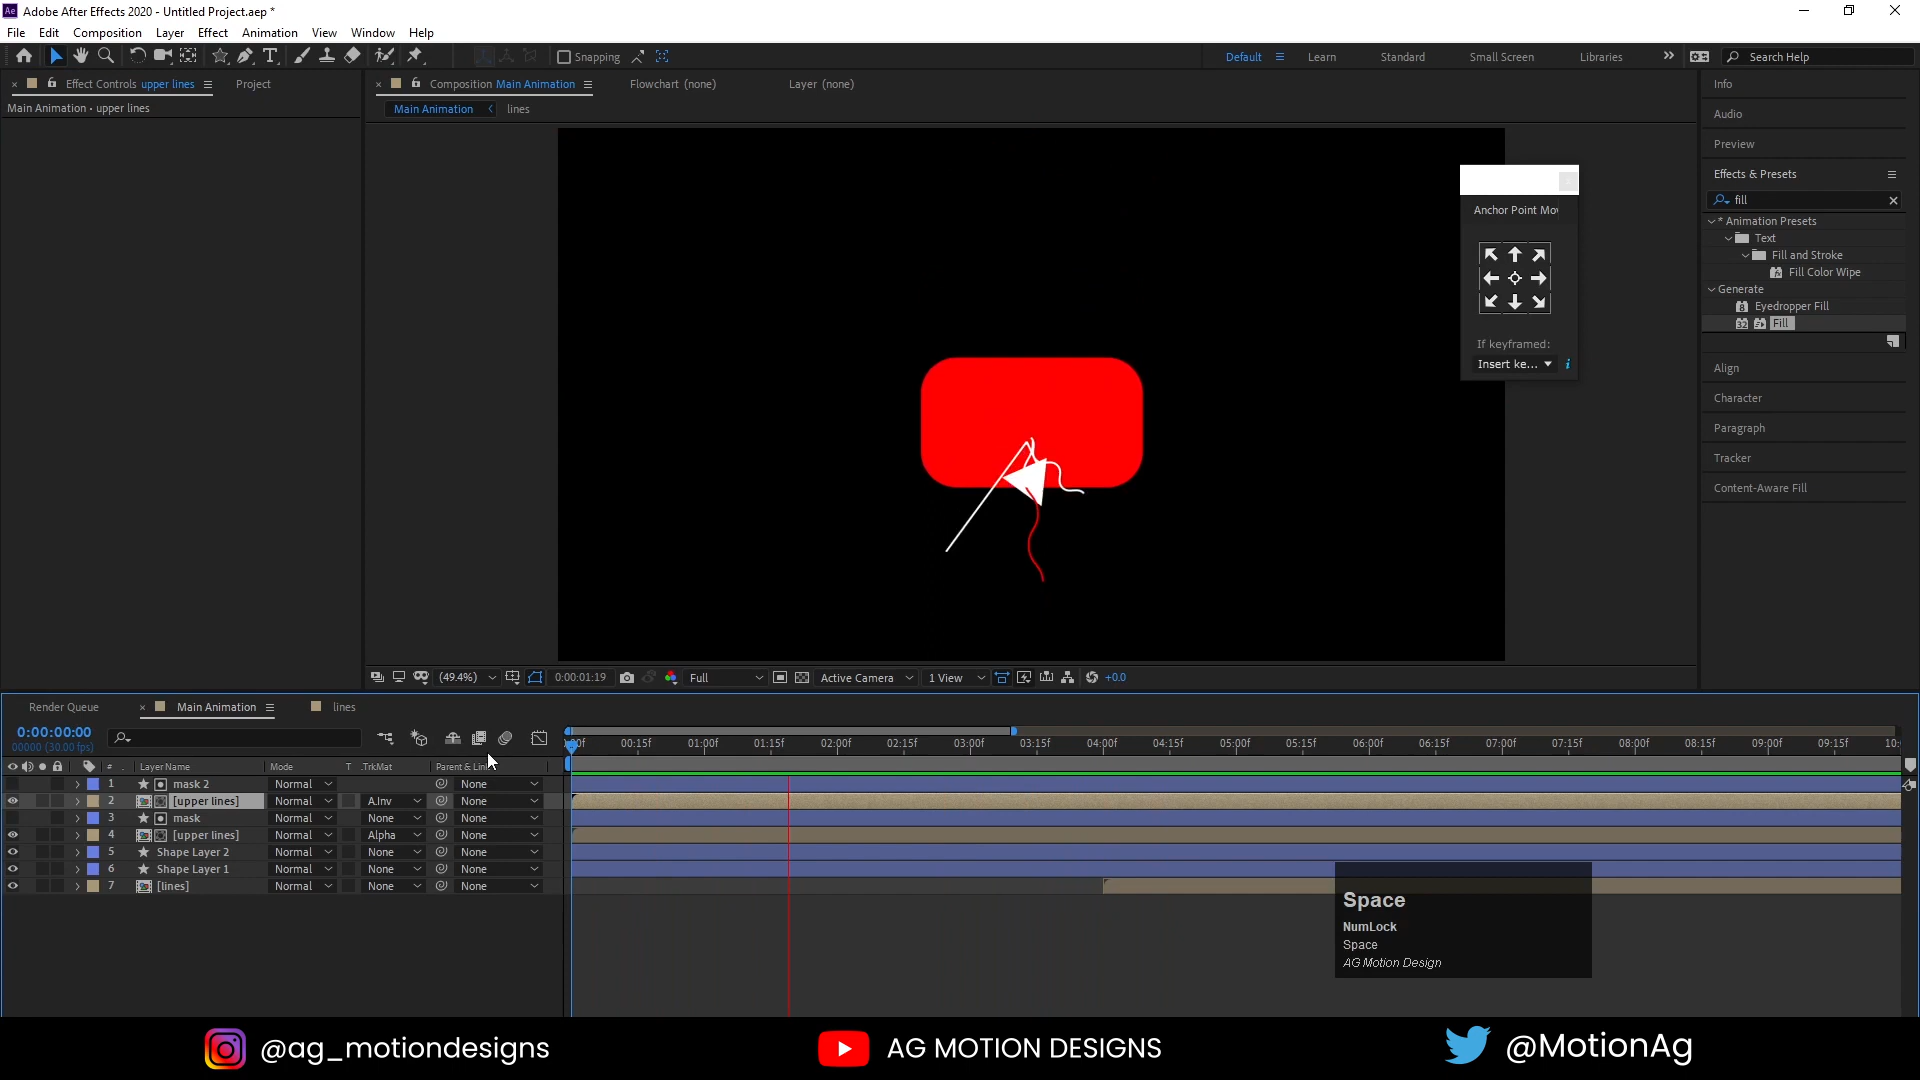 Ae Adobe After Effects 2020 - Untitled Project.aep *
File Edit Composition Layer Effect Animation View Window Help
Snapping
Default Learn Standard Small Screen Libraries Search Help
Effect Controls upper lines Project
Main Animation • upper lines
Composition Main Animation Flowchart (none) Layer (none)
Main Animation lines
Anchor Point Mov
If keyframed:
Insert ke...
Info
Audio
Preview
Effects & Presets
fill
* Animation Presets
Text
Fill and Stroke
Fill Color Wipe
Generate
Eyedropper Fill
Fill
Align
Character
Paragraph
Tracker
Content-Aware Fill
(49.4%) 0:00:01:19 Full Active Camera 1 View +0.0
Render Queue Main Animation lines
0:00:00:00
00000 (30.00 fps)
00:15f 01:00f 01:15f 02:00f 02:15f 03:00f 03:15f 04:00f 04:15f 05:00f 05:15f 06:00f 06:15f 07:00f 07:15f 08:00f 08:15f 09:00f 09:15f 10:
# Layer Name Mode T .TrkMat Parent & Link
1 mask 2 Normal None
2 [upper lines] Normal A.Inv None
3 mask Normal None None
4 [upper lines] Normal Alpha None
5 Shape Layer 2 Normal None None
6 Shape Layer 1 Normal None None
7 [lines] Normal None None
Space
NumLock
Space
AG Motion Design
@ag_motiondesigns AG MOTION DESIGNS @MotionAg